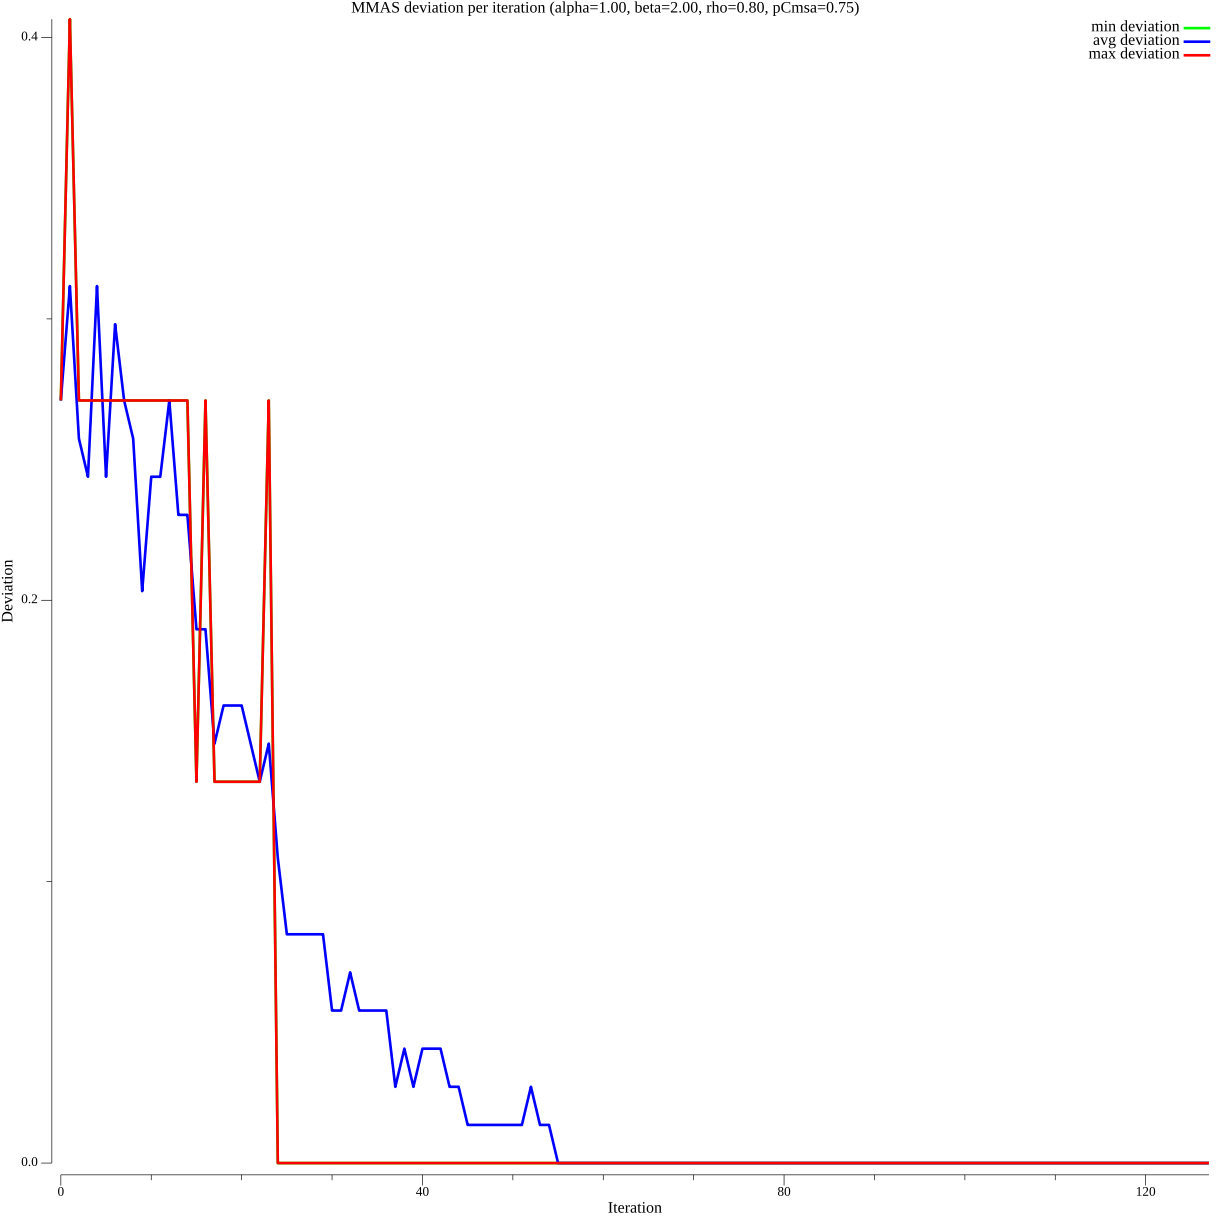 MMAS deviation per iteration (alpha=1.00, beta=2.00, rho=0.80, pCmsa=0.75)
min deviation
avg deviation
max deviation
0.4
0.2
0.0
Deviation
0 40 80 120
Iteration